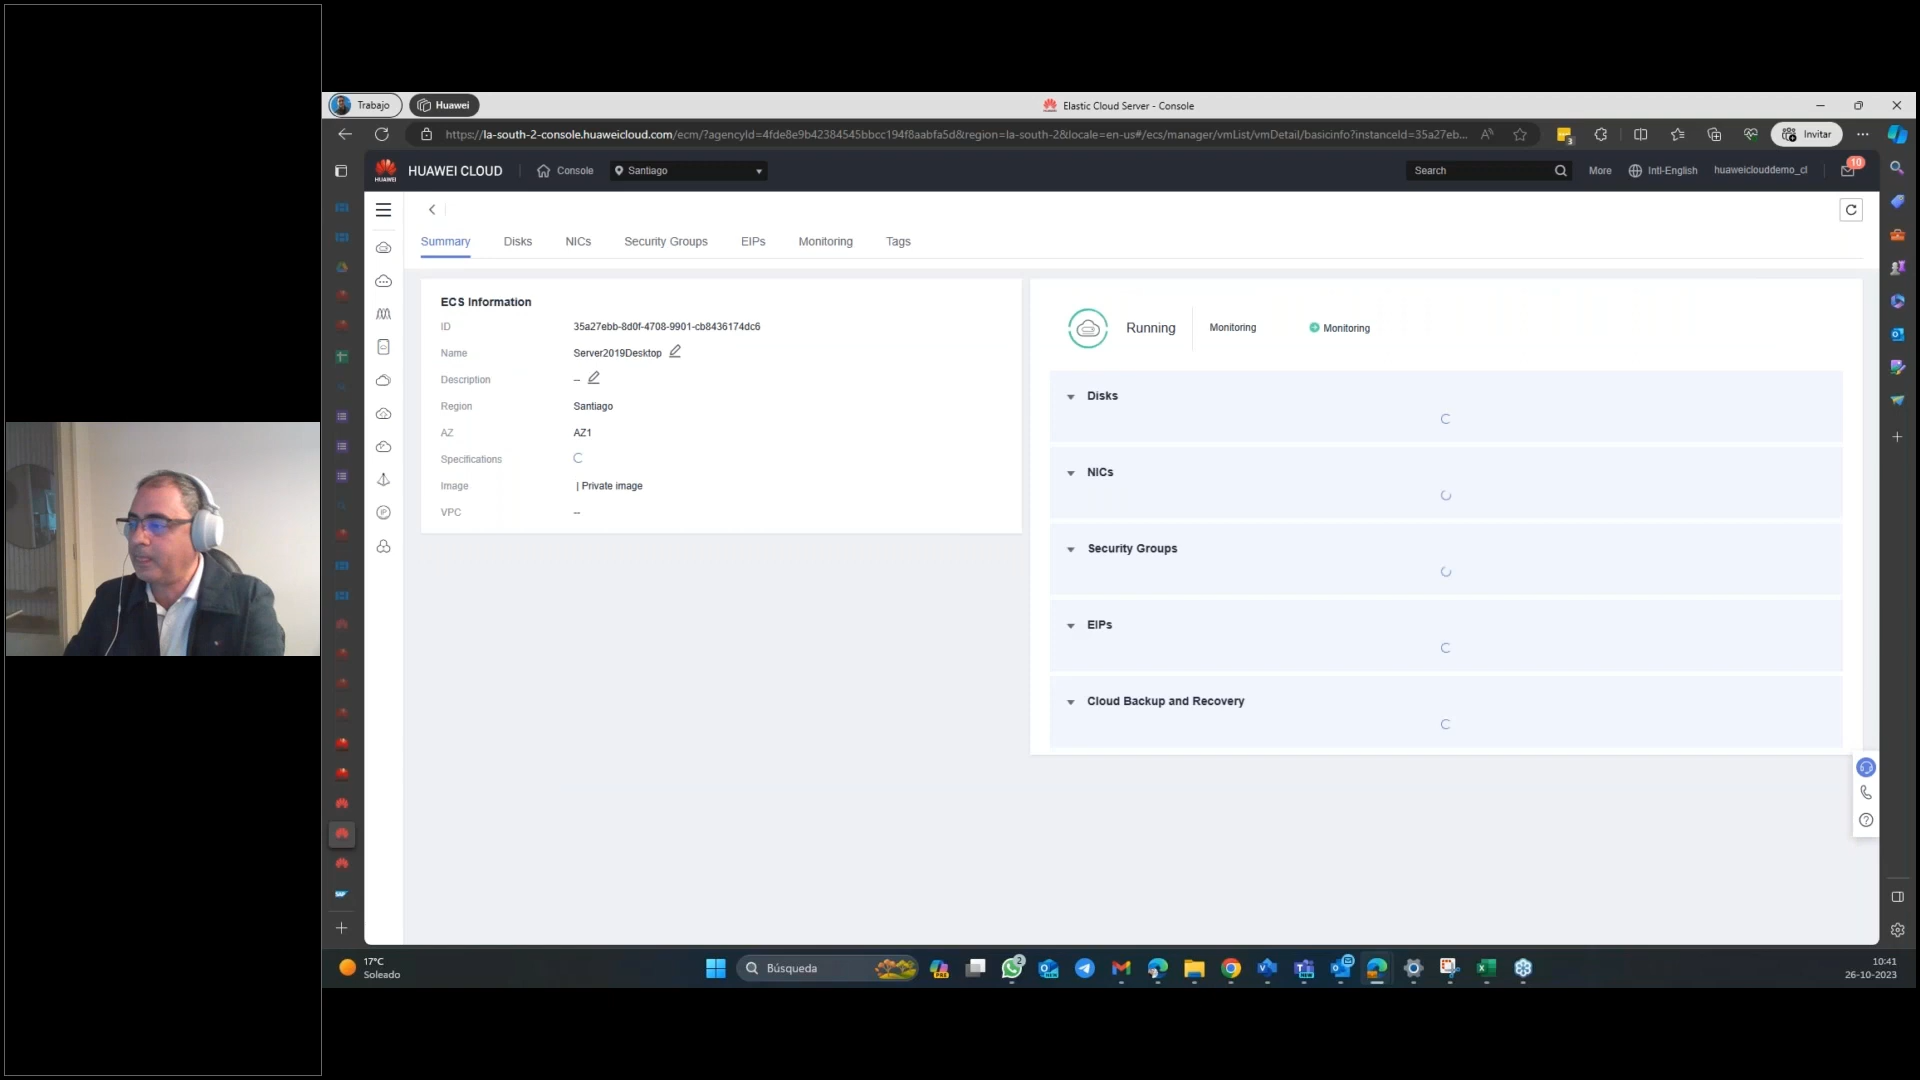 Trabajo
Huawei
Elastic Cloud Server - Console
https://la-south-2-console.huaweicloud.com/ecm/?agencyId=4fde8e9b42384545bbcc194f8aabfa5d&region=la-south-2&locale=en-us#/ecs/manager/vmList/vmDetail/basicinfo?instanceId=35a27eb...
3
Invitar
HUAWEI
HUAWEI CLOUD
Console
Santiago
Search
More
Intl-English
huaweiclouddemo_cl
10
Summary
Disks
NICs
Security Groups
EIPs
Monitoring
Tags
ECS Information
ID 35a27ebb-8d0f-4708-9901-cb8436174dc6
Name Server2019Desktop
Description --
Region Santiago
AZ AZ1
Specifications
Image | Private image
VPC --
Running
Monitoring
Monitoring
Disks
NICs
Security Groups
EIPs
Cloud Backup and Recovery
17°C
Soleado
Búsqueda
2
10:41
26-10-2023